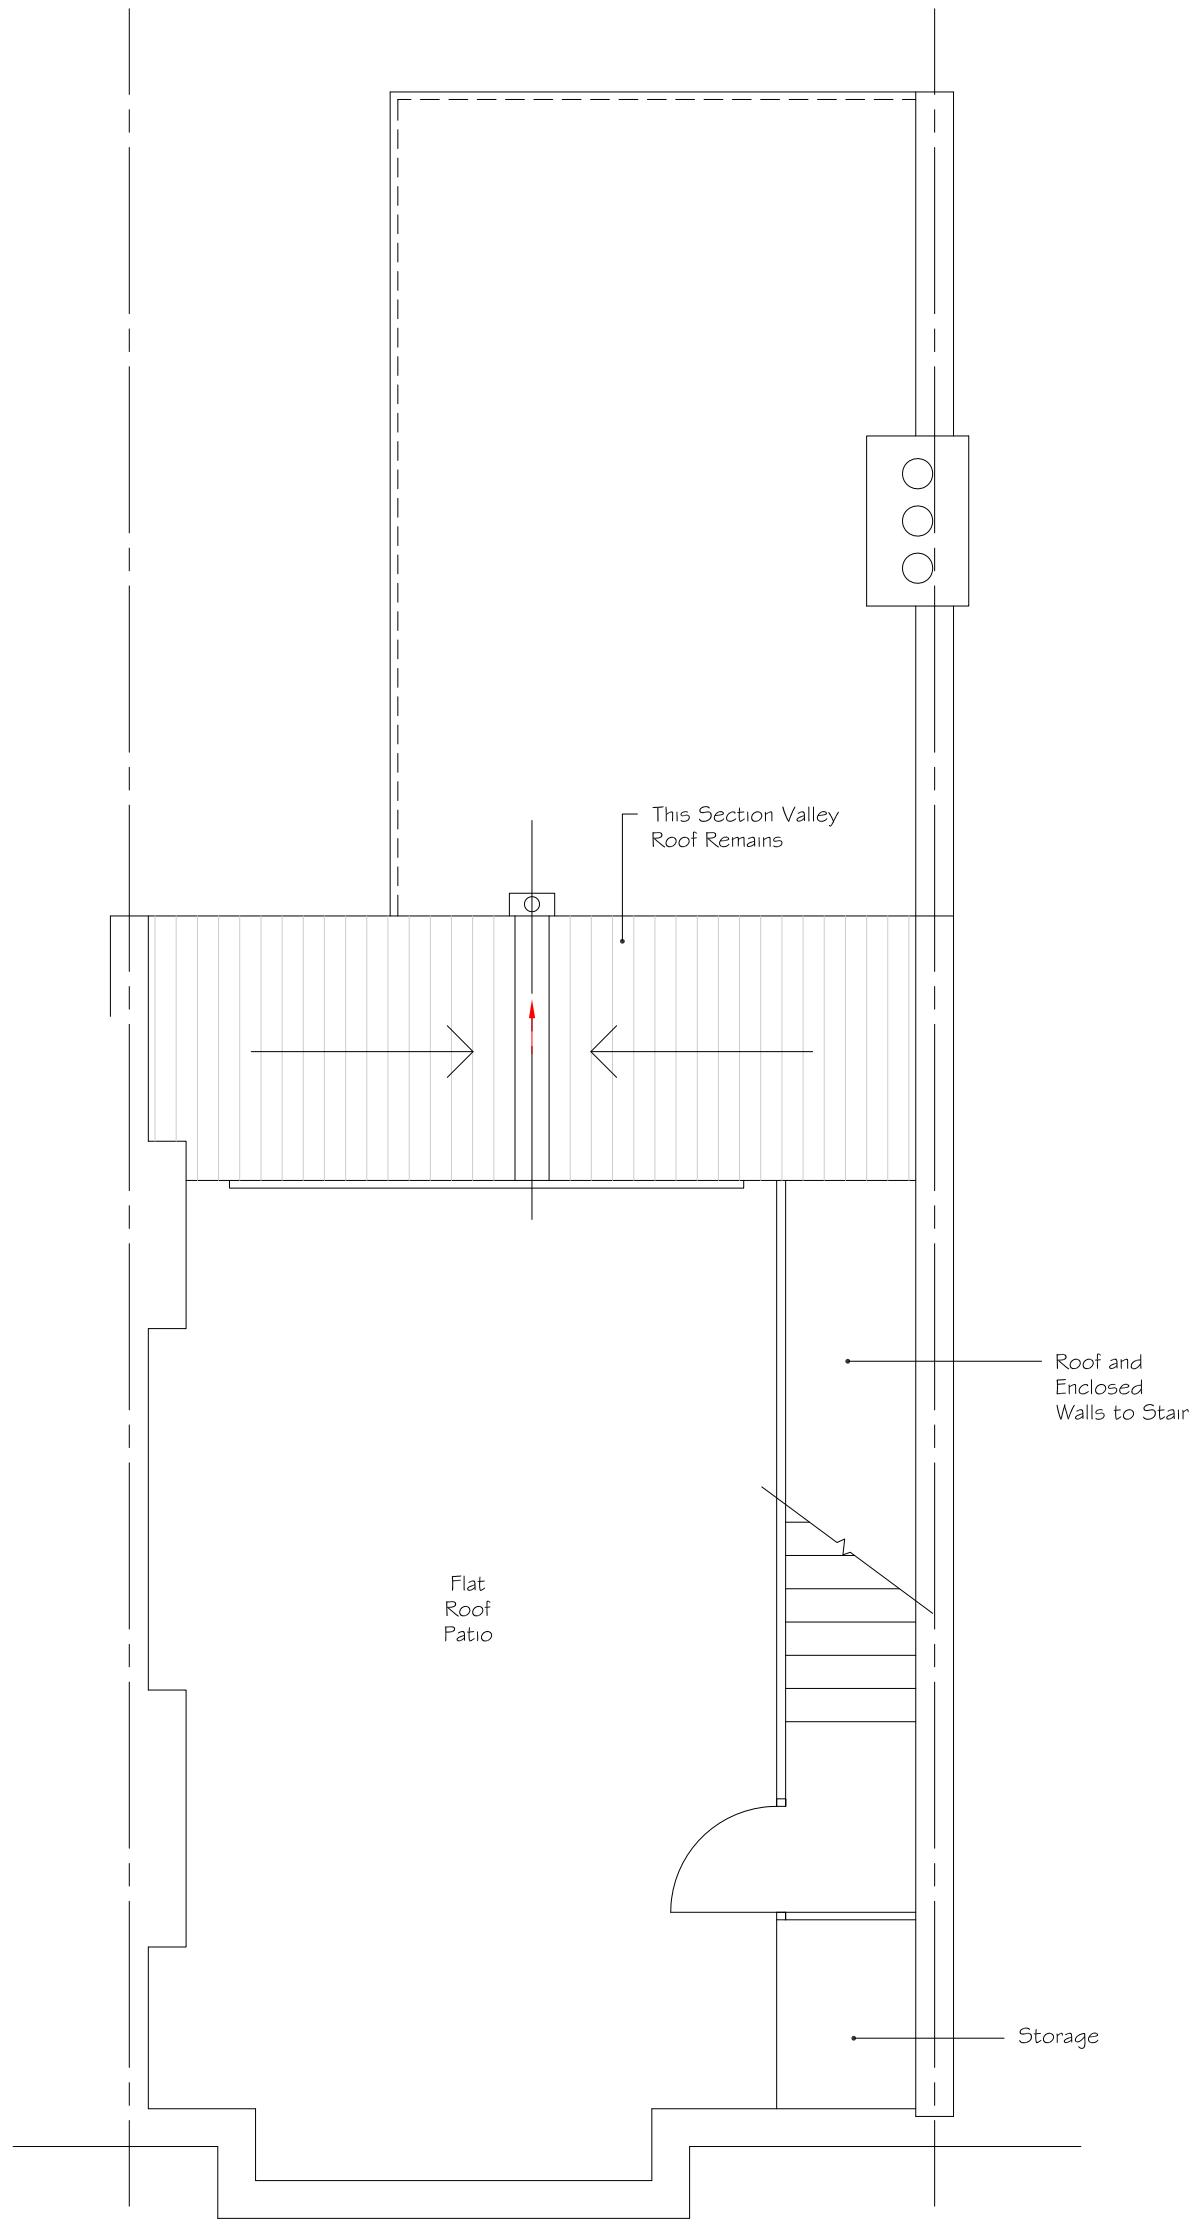 This Section Valley
Roof Remains
Roof and
Enclosed
Walls to Stair
Flat
Roof
Patio
Storage